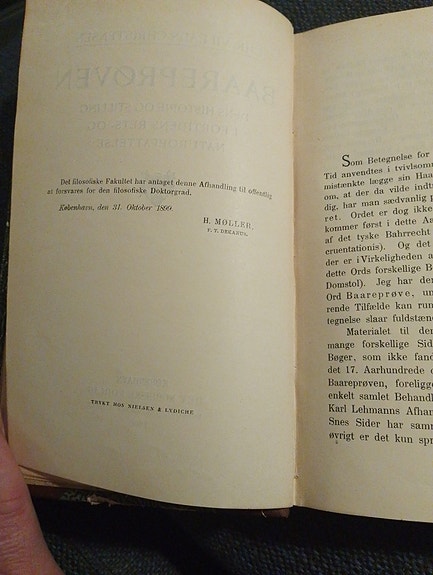 Det filosofiske Fakultet har antaget denne Afhandling til offentlig
at forsvares for den filosofiske Doktorgrad.
København, den 31. Oktober 1899.
H. MØLLER,
F. T. DEKANUS.
TRYKT HOS NIELSEN & LYDICHE
Som Betegnelse for
Tid anvendtes i tvivlsom
mistænkte lægge sin Haa
om, at der da vilde indtr
dig, har man sædvanlig
ret. Ordet er dog ikke
kommer først i dette Aa
af det tyske Bahrrecht
cruentationis). Og det
der er i Virkeligheden a
dette Ords forskellige B
Domstol). Jeg har der
Ord Baareprøve, un
rende Tilfælde kan run
tegnelse slaar fuldstæn
Materialet til der
mange forskellige Sid
Bøger, som ikke fand
det 17. Aarhundrede o
Baareprøven, foreligge
enkelt samlet Behandl
Karl Lehmanns Afhan
Snes Sider har samm
øvrigt er det kun spr